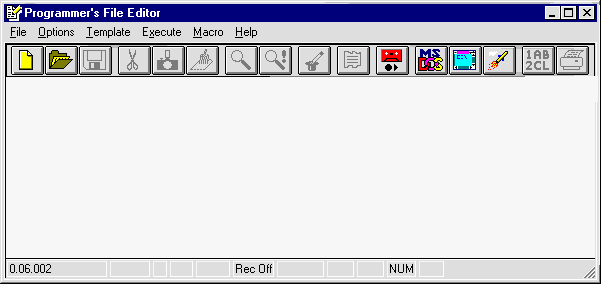 Programmer's File Editor
File Options Template Execute Macro Help
MS DOS 1AB 2CL
0.06.002 Rec Off NUM